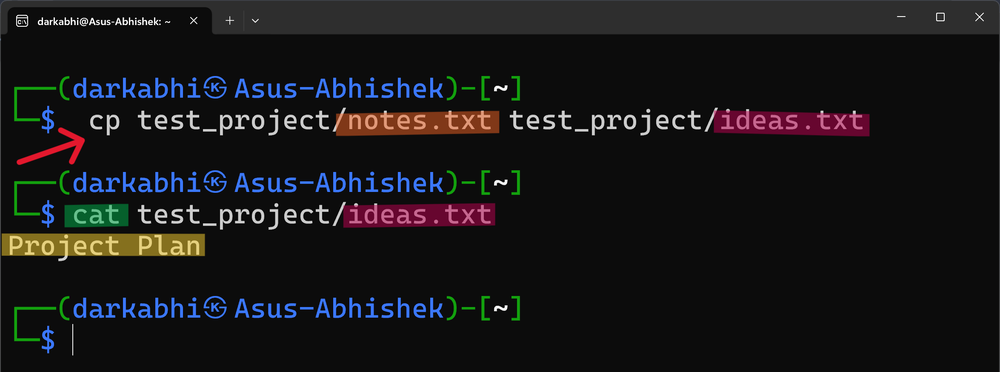 darkabhi@Asus-Abhishek: ~
┌──(darkabhi㉿Asus-Abhishek)-[~]
└─$  cp test_project/notes.txt test_project/ideas.txt
┌──(darkabhi㉿Asus-Abhishek)-[~]
└─$ cat test_project/ideas.txt
Project Plan
┌──(darkabhi㉿Asus-Abhishek)-[~]
└─$